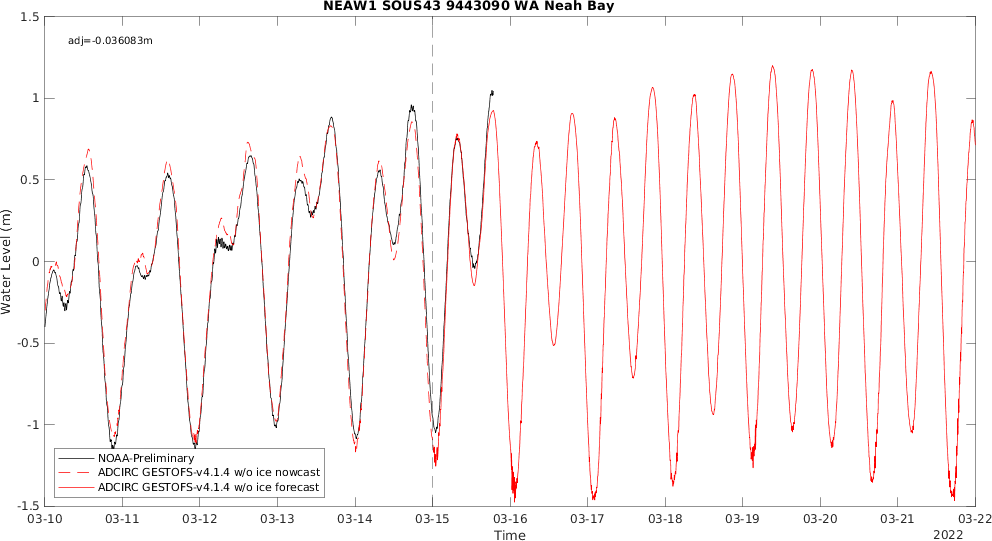 NEAW1 SOUS43 9443090 WA Neah Bay
adj=-0.036083m
1.5
1
0.5
0
-0.5
-1
-1.5
Water Level (m)
NOAA-Preliminary
ADCIRC GESTOFS-v4.1.4 w/o ice nowcast
ADCIRC GESTOFS-v4.1.4 w/o ice forecast
03-10 03-11 03-12 03-13 03-14 03-15 03-16 03-17 03-18 03-19 03-20 03-21 03-22
Time
2022